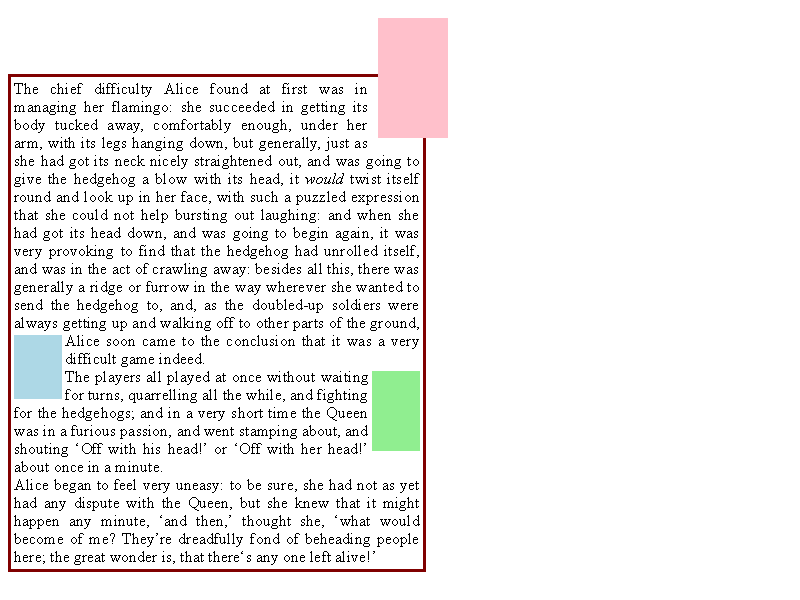 The chief difficulty Alice found at first was in
managing her flamingo: she succeeded in getting its
body tucked away, comfortably enough, under her
arm, with its legs hanging down, but generally, just as
she had got its neck nicely straightened out, and was going to
give the hedgehog a blow with its head, it would twist itself
round and look up in her face, with such a puzzled expression
that she could not help bursting out laughing: and when she
had got its head down, and was going to begin again, it was
very provoking to find that the hedgehog had unrolled itself,
and was in the act of crawling away: besides all this, there was
generally a ridge or furrow in the way wherever she wanted to
send the hedgehog to, and, as the doubled-up soldiers were
always getting up and walking off to other parts of the ground,
Alice soon came to the conclusion that it was a very
difficult game indeed.
The players all played at once without waiting
for turns, quarrelling all the while, and fighting
for the hedgehogs; and in a very short time the Queen
was in a furious passion, and went stamping about, and
shouting ‘Off with his head!’ or ‘Off with her head!’
about once in a minute.
Alice began to feel very uneasy: to be sure, she had not as yet
had any dispute with the Queen, but she knew that it might
happen any minute, ‘and then,’ thought she, ‘what would
become of me? They’re dreadfully fond of beheading people
here; the great wonder is, that there‘s any one left alive!’